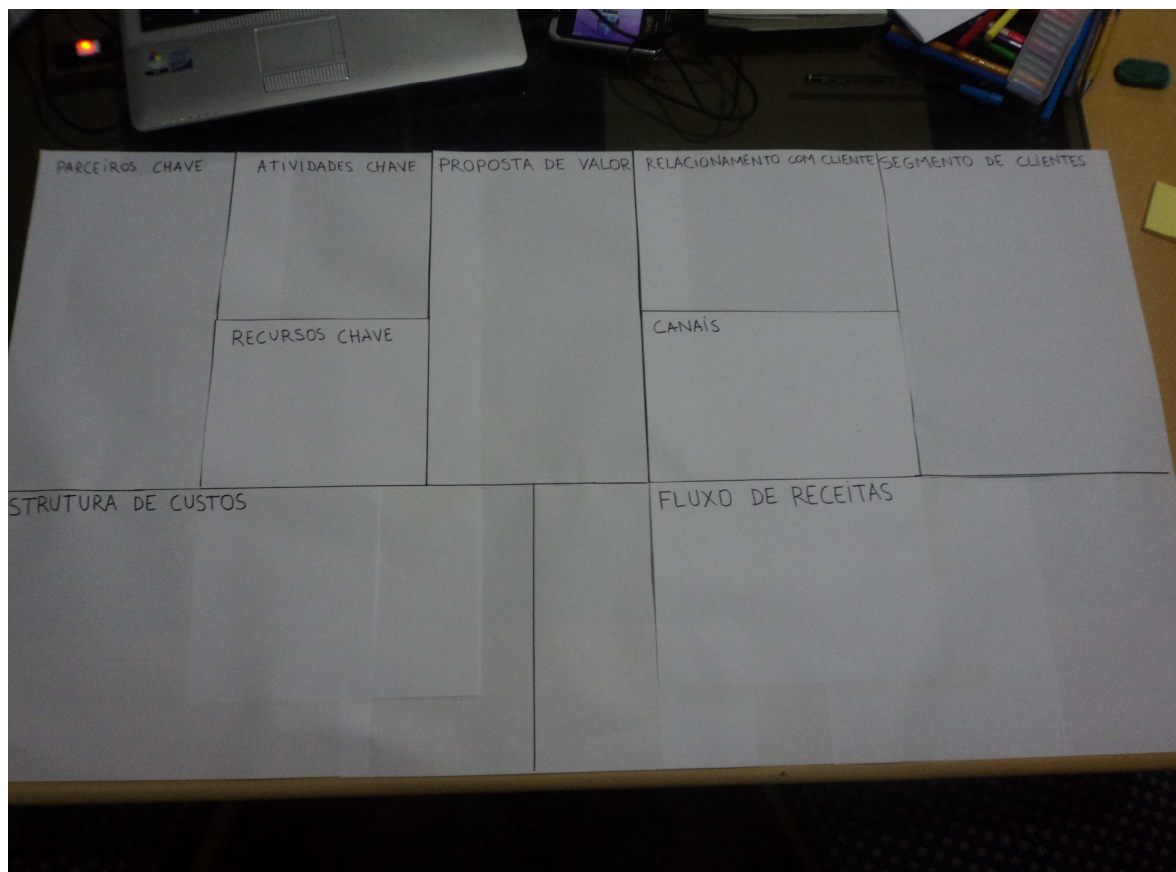 PARCEIROS CHAVE
ATIVIDADES CHAVE
PROPOSTA DE VALOR
RELACIONAMENTO COM CLIENTE
SEGMENTO DE CLIENTES
RECURSOS CHAVE
CANAIS
STRUTURA DE CUSTOS
FLUXO DE RECEITAS